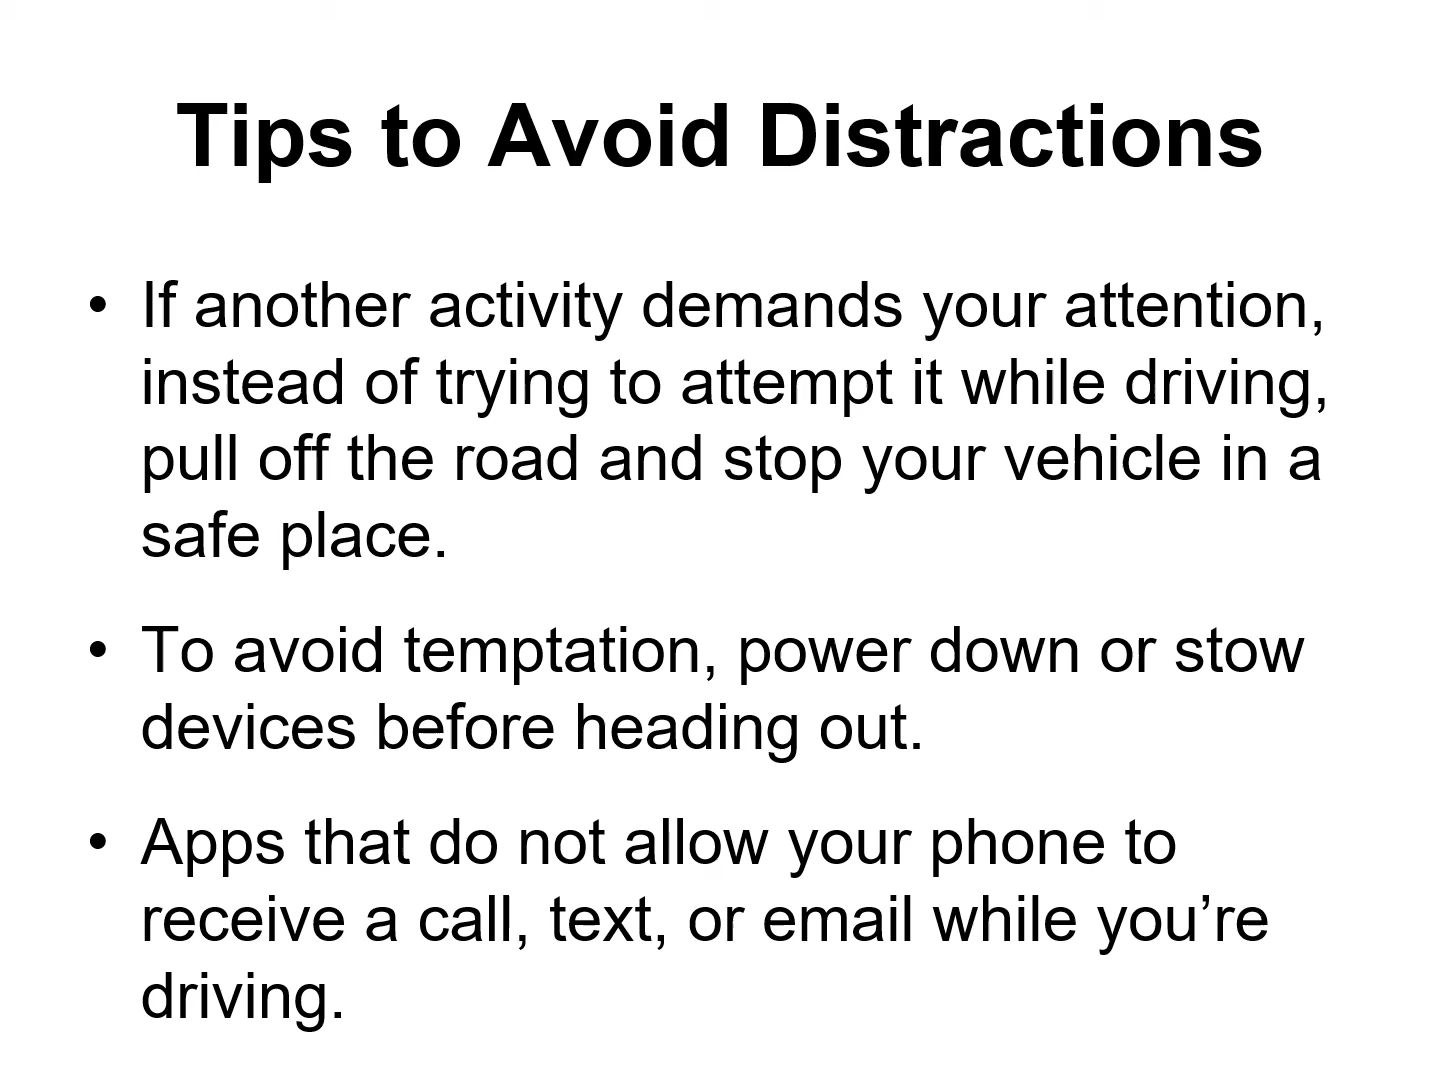 Tips to Avoid Distractions
• If another activity demands your attention,
instead of trying to attempt it while driving,
pull off the road and stop your vehicle in a
safe place.
• To avoid temptation, power down or stow
devices before heading out.
• Apps that do not allow your phone to
receive a call, text, or email while you’re
driving.